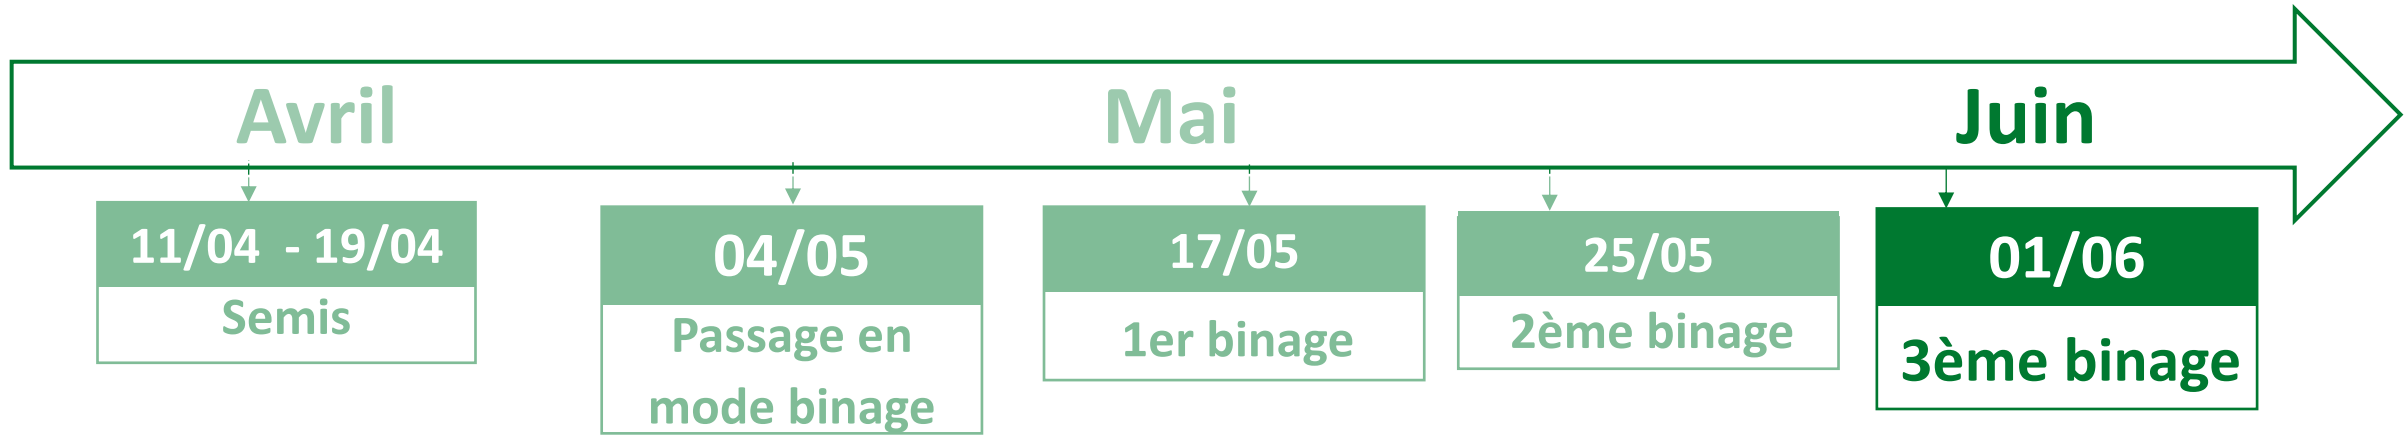 Avril
Mai
Juin
11/04 - 19/04
Semis
04/05
Passage en
mode binage
17/05
1er binage
25/05
2ème binage
01/06
3ème binage